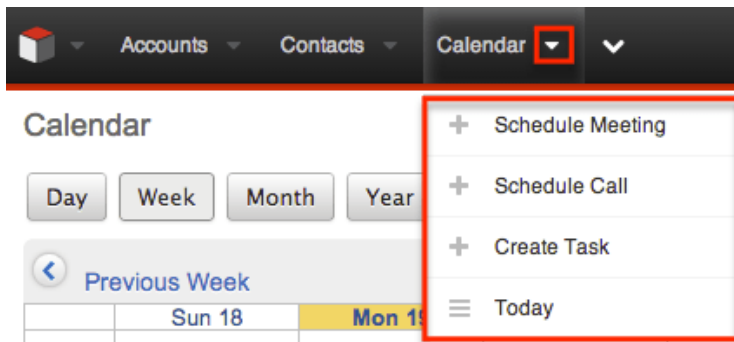 Accounts Contacts Calendar
Calendar
Schedule Meeting
Schedule Call
Day Week Month Year
Create Task
Previous Week
Today
Sun 18 Mon